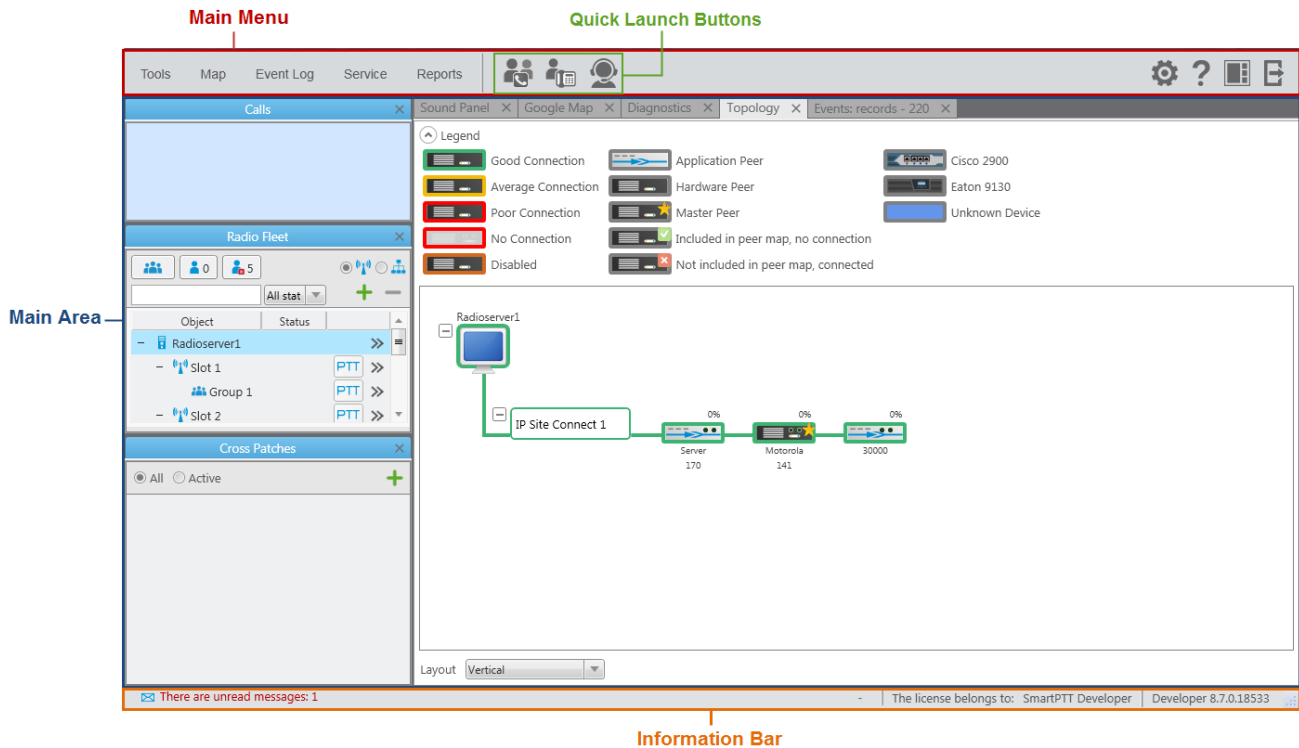 Main Menu
Quick Launch Buttons
Tools Map Event Log Service Reports
Calls
Sound Panel Google Map Diagnostics Topology Events: records - 220
Legend
Good Connection Application Peer Cisco 2900
Average Connection Hardware Peer Eaton 9130
Poor Connection Master Peer Unknown Device
No Connection Included in peer map, no connection
Disabled Not included in peer map, connected
Radio Fleet
0 5
All stat
Main Area
Object Status
Radioserver1
Slot 1 PTT
Group 1 PTT
Slot 2 PTT
Cross Patches
All Active
Radioserver1
IP Site Connect 1
0% 0% 0%
Server Motorola 30000
170 141
Layout Vertical
There are unread messages: 1
- The license belongs to: SmartPTT Developer Developer 8.7.0.18533
Information Bar